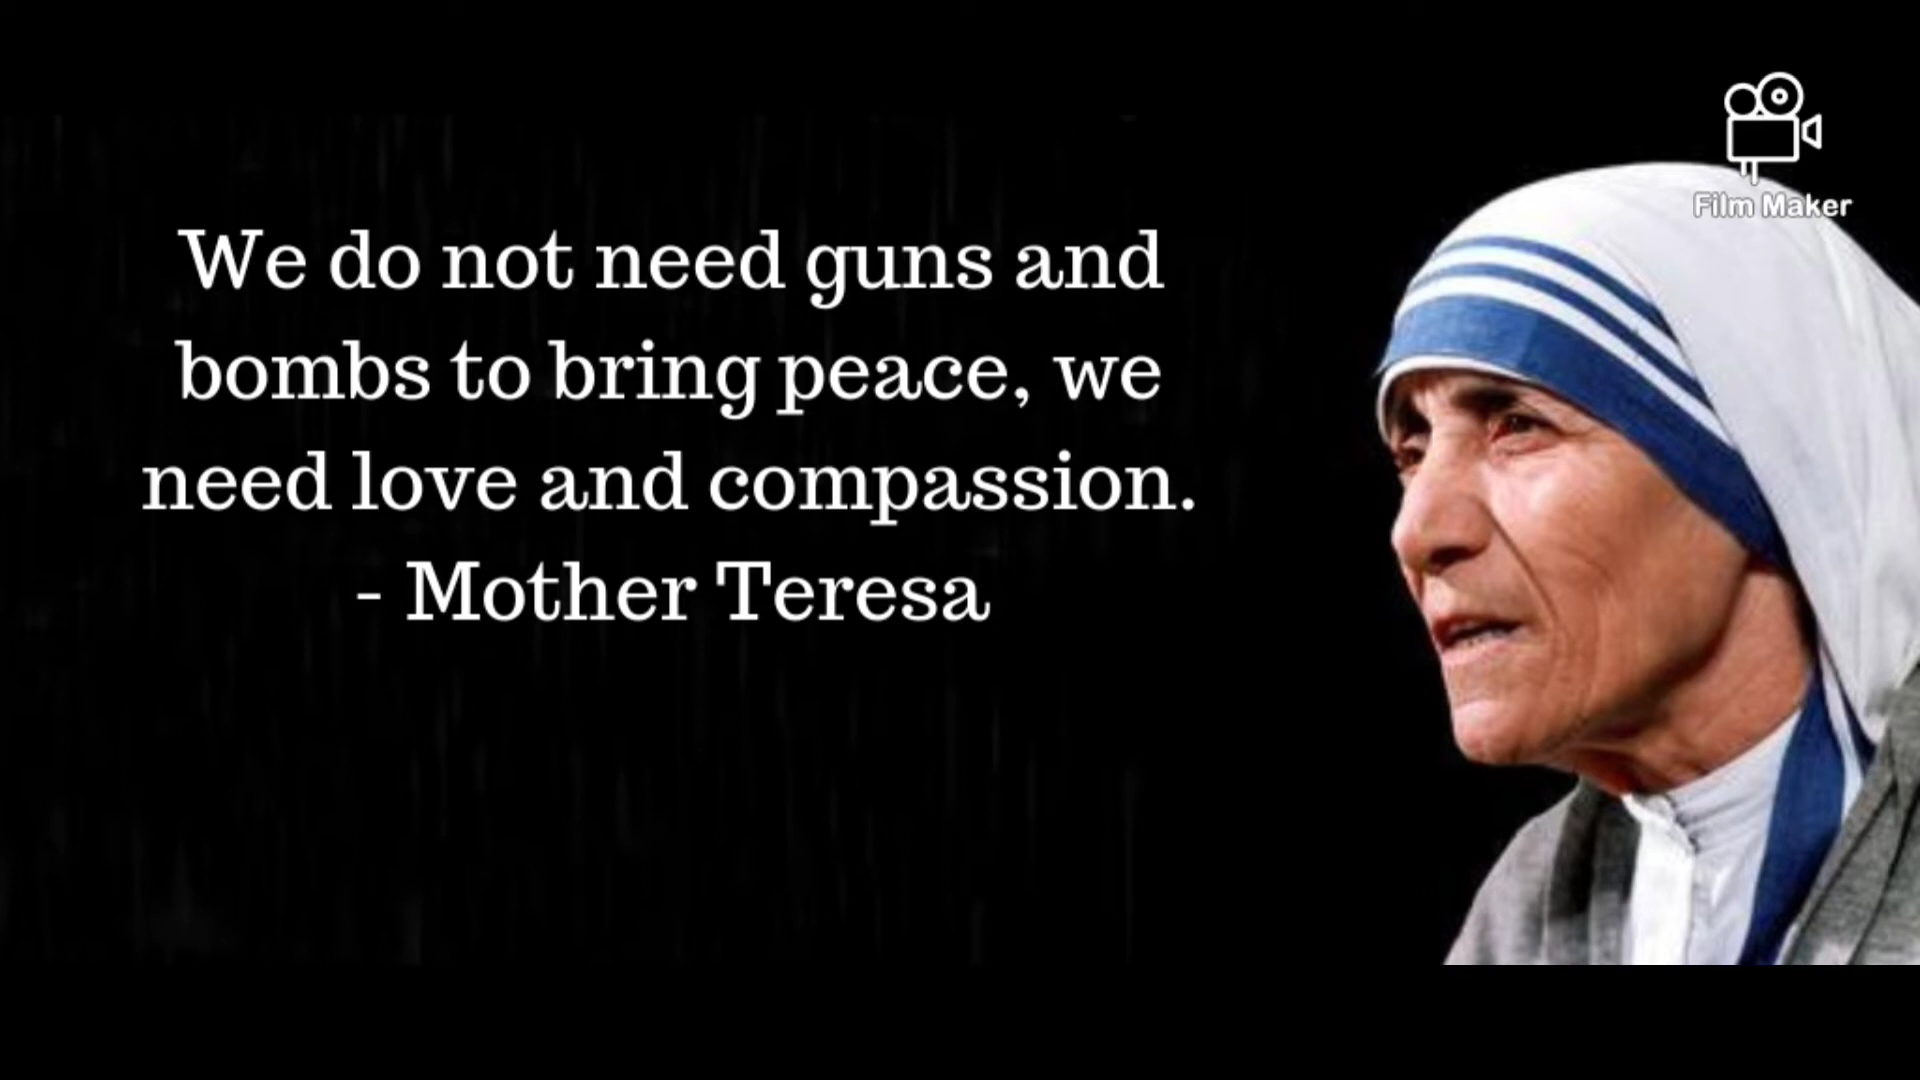 Film Maker
We do not need guns and
bombs to bring peace, we
need love and compassion.
- Mother Teresa